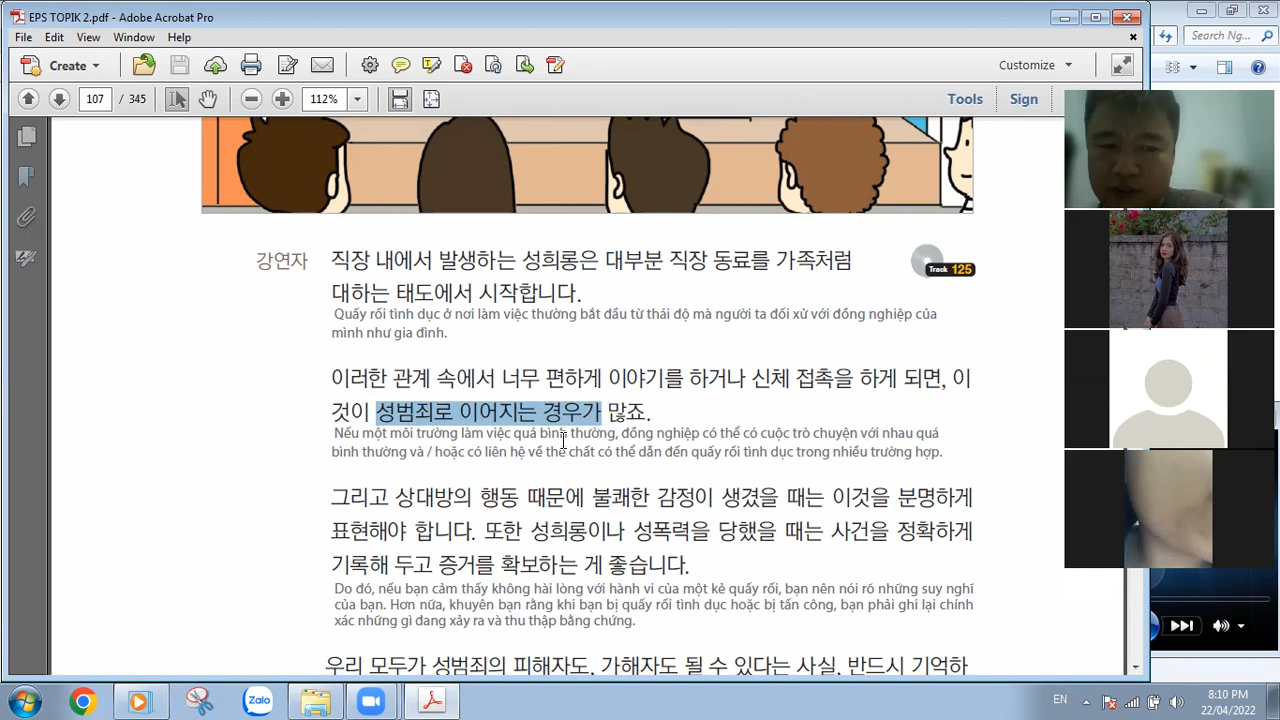 EPS TOPIK 2.pdf - Adobe Acrobat Pro
File Edit View Window Help
Create
Customize
107 / 345
112%
Tools Sign
Search Ng...
강연자
직장 내에서 발생하는 성희롱은 대부분 직장 동료를 가족처럼
Track 125
대하는 태도에서 시작합니다.
Quấy rối tình dục ở nơi làm việc thường bắt đầu từ thái độ mà người ta đối xử với đồng nghiệp của
mình như gia đình.
이러한 관계 속에서 너무 편하게 이야기를 하거나 신체 접촉을 하게 되면, 이
것이 성범죄로 이어지는 경우가 많죠.
Nếu một môi trường làm việc quá bình thường, đồng nghiệp có thể có cuộc trò chuyện với nhau quá
bình thường và / hoặc có liên hệ về thể chất có thể dẫn đến quấy rối tình dục trong nhiều trường hợp.
그리고 상대방의 행동 때문에 불쾌한 감정이 생겼을 때는 이것을 분명하게
표현해야 합니다. 또한 성희롱이나 성폭력을 당했을 때는 사건을 정확하게
기록해 두고 증거를 확보하는 게 좋습니다.
Do đó, nếu bạn cảm thấy không hài lòng với hành vi của một kẻ quấy rối, bạn nên nói rõ những suy nghĩ
của bạn. Hơn nữa, khuyên bạn rằng khi bạn bị quấy rối tình dục hoặc bị tấn công, bạn phải ghi lại chính
xác những gì đang xảy ra và thu thập bằng chứng.
우리 모두가 성범죄의 피해자도, 가해자도 될 수 있다는 사실, 반드시 기억하
Zalo
EN
8:10 PM
22/04/2022